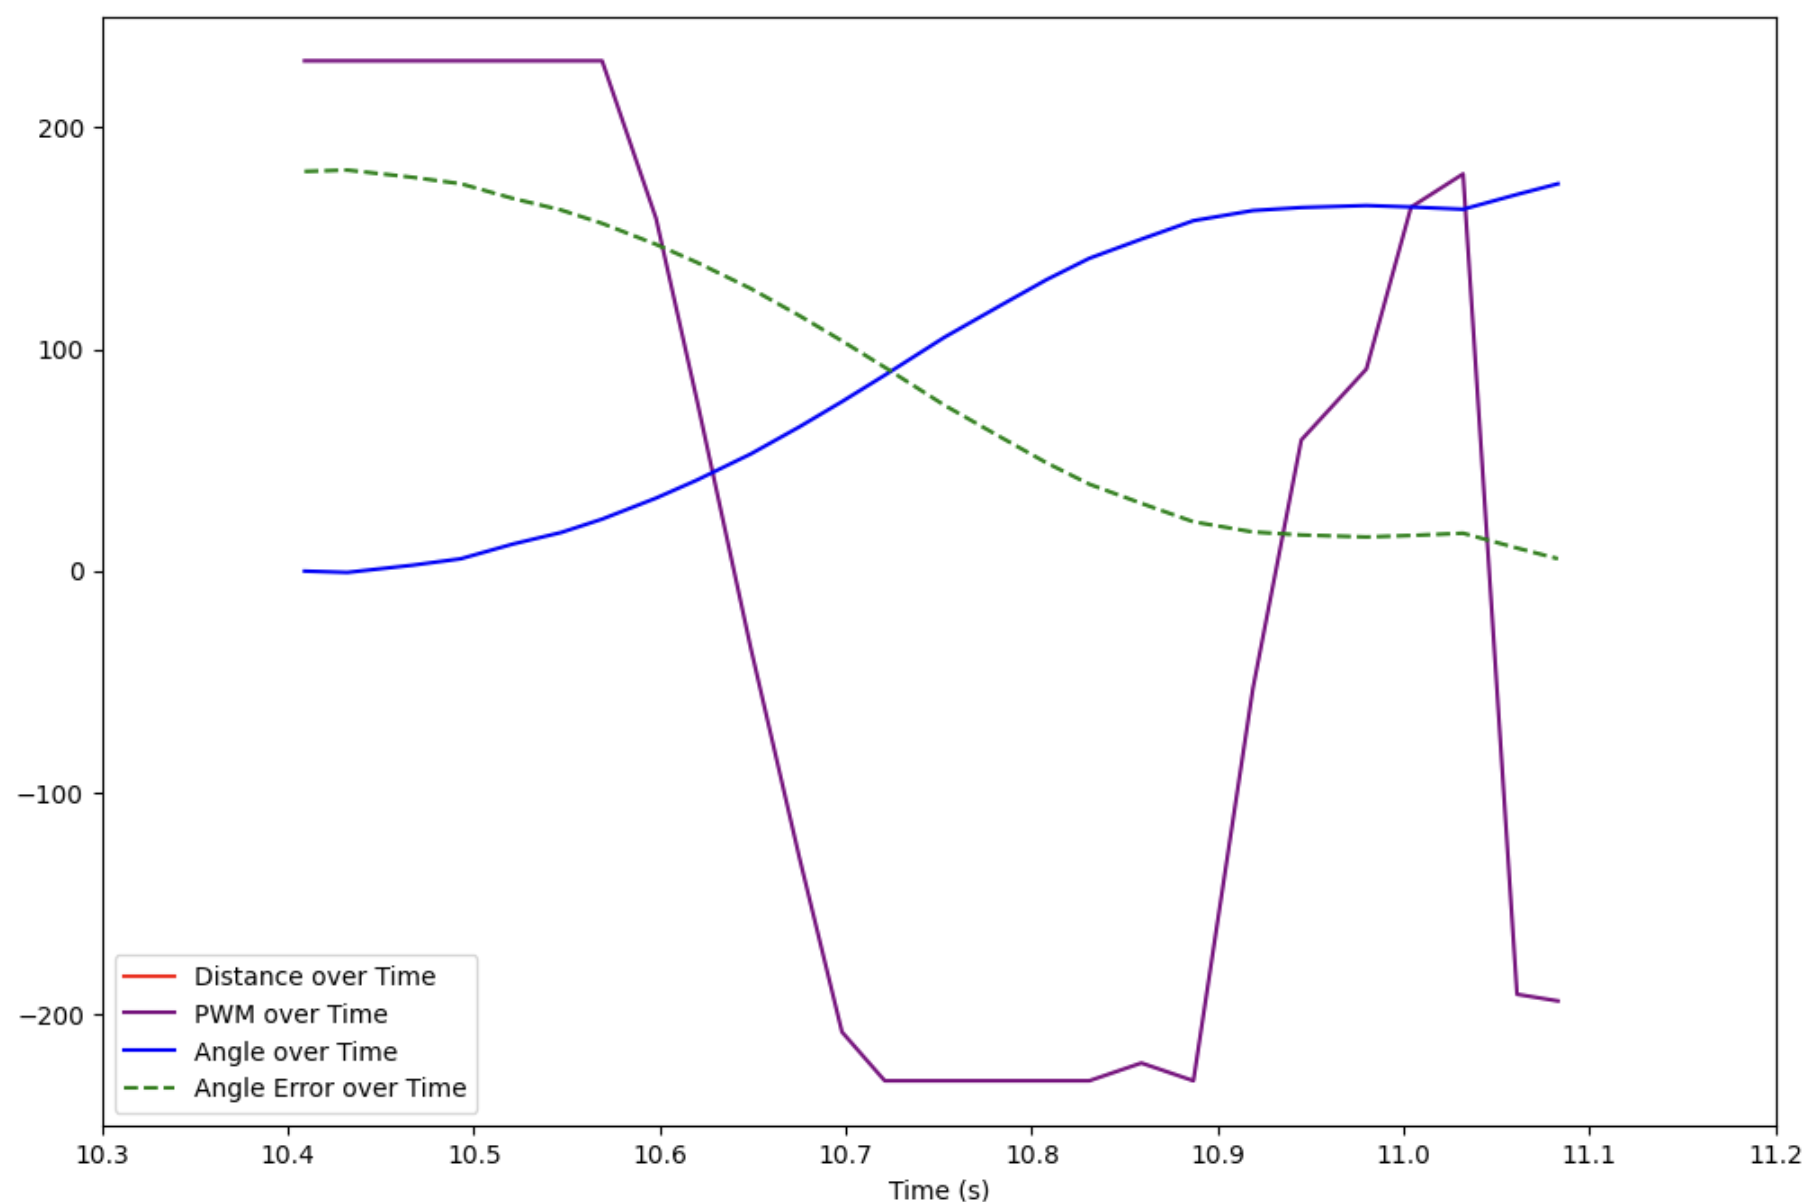 200
100
0
−100
−200
Distance over Time
PWM over Time
Angle over Time
Angle Error over Time
10.3 10.4 10.5 10.6 10.7 10.8 10.9 11.0 11.1 11.2
Time (s)